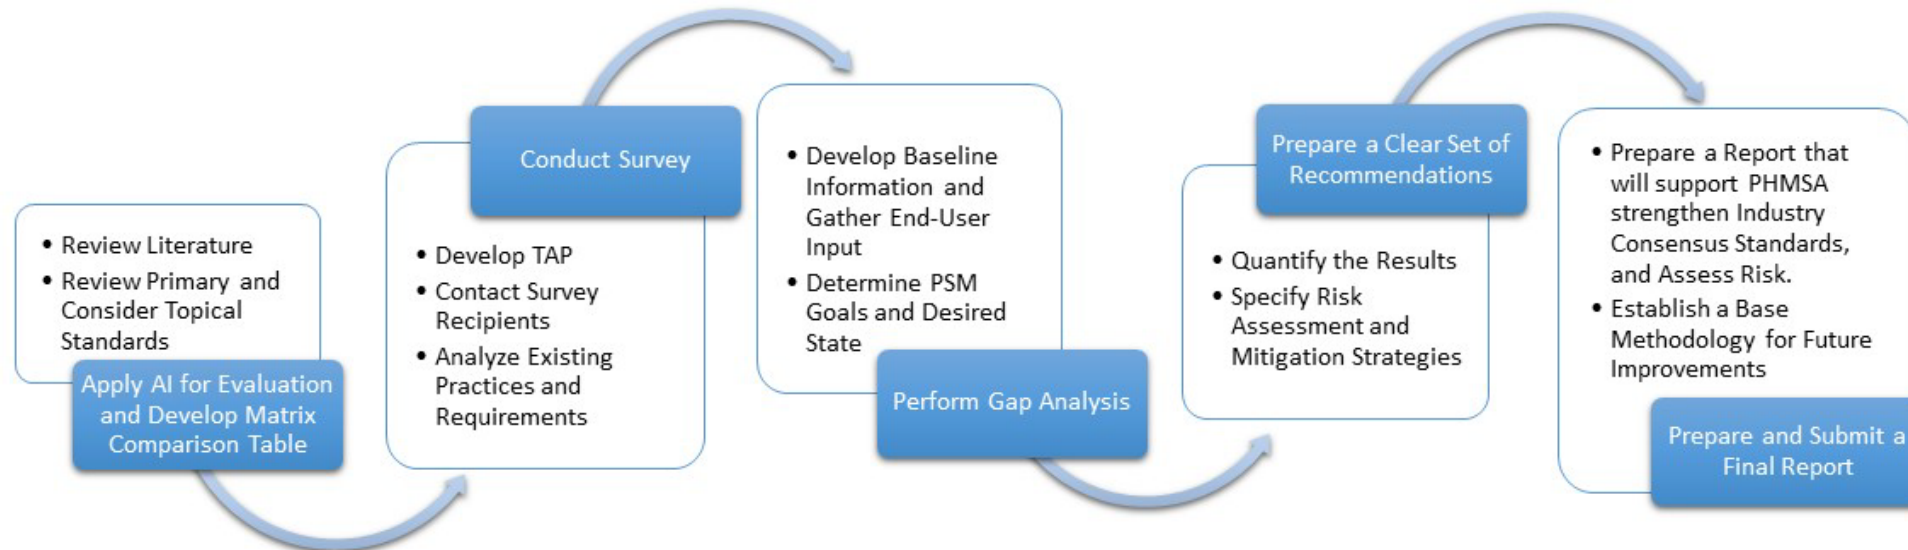 • Review Literature
• Review Primary and
Consider Topical
Standards
Apply AI for Evaluation
and Develop Matrix
Comparison Table
Conduct Survey
• Develop TAP
• Contact Survey
Recipients
• Analyze Existing
Practices and
Requirements
• Develop Baseline
Information and
Gather End-User
Input
• Determine PSM
Goals and Desired
State
Perform Gap Analysis
Prepare a Clear Set of
Recommendations
• Quantify the Results
• Specify Risk
Assessment and
Mitigation Strategies
• Prepare a Report that
will support PHMSA
strengthen Industry
Consensus Standards,
and Assess Risk.
• Establish a Base
Methodology for Future
Improvements
Prepare and Submit a
Final Report